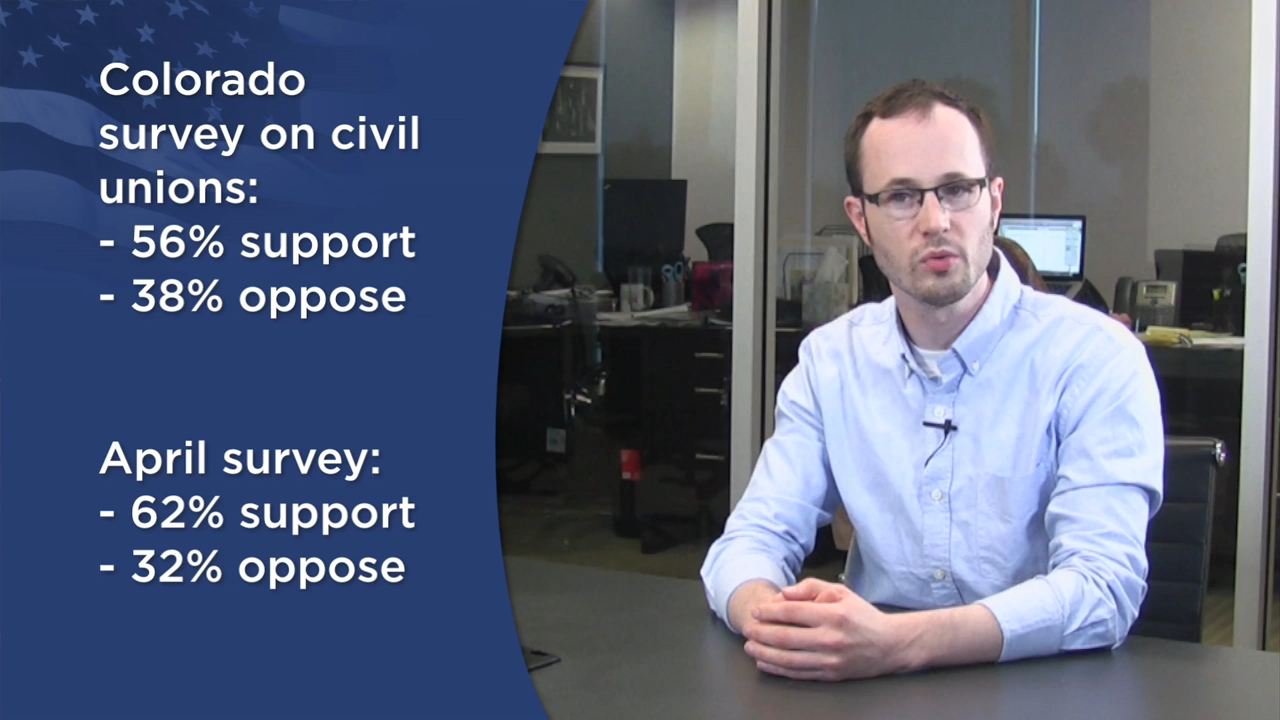 Colorado
survey on civil
unions:
- 56% support
- 38% oppose
April survey:
- 62% support
- 32% oppose